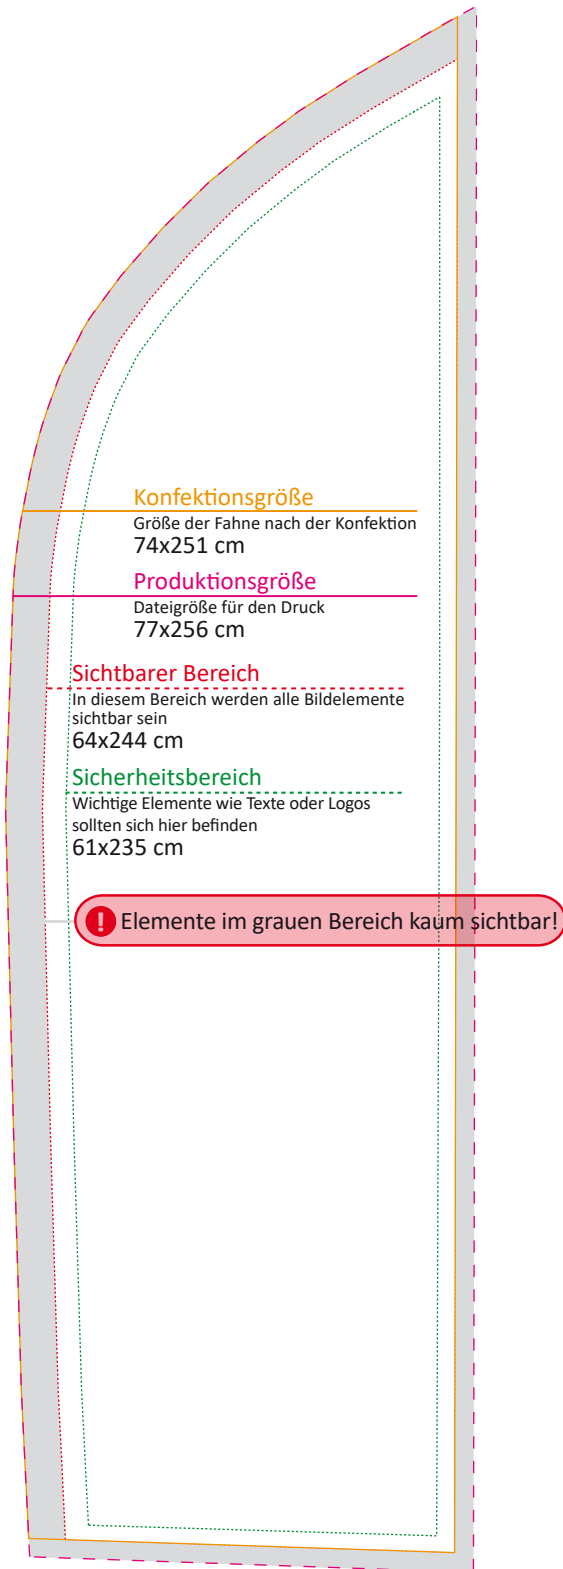 Konfektionsgröße
Größe der Fahne nach der Konfektion
74x251 cm
Produktionsgröße
Dateigröße für den Druck
77x256 cm
Sichtbarer Bereich
In diesem Bereich werden alle Bildelemente
sichtbar sein
64x244 cm
Sicherheitsbereich
Wichtige Elemente wie Texte oder Logos
sollten sich hier befinden
61x235 cm
! Elemente im grauen Bereich kaum sichtbar!